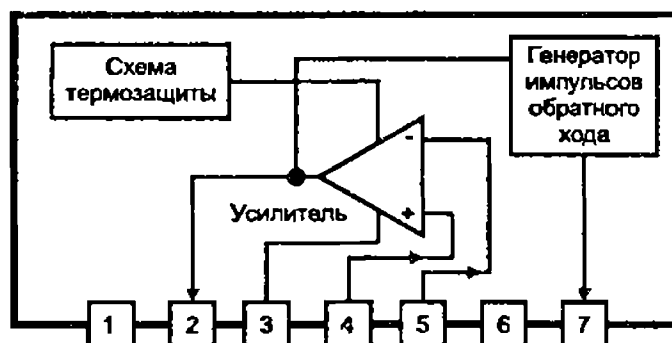 Схема
термозащиты
Генератор
импульсов
обратного
хода
-
+
Усилитель
1 2 3 4 5 6 7